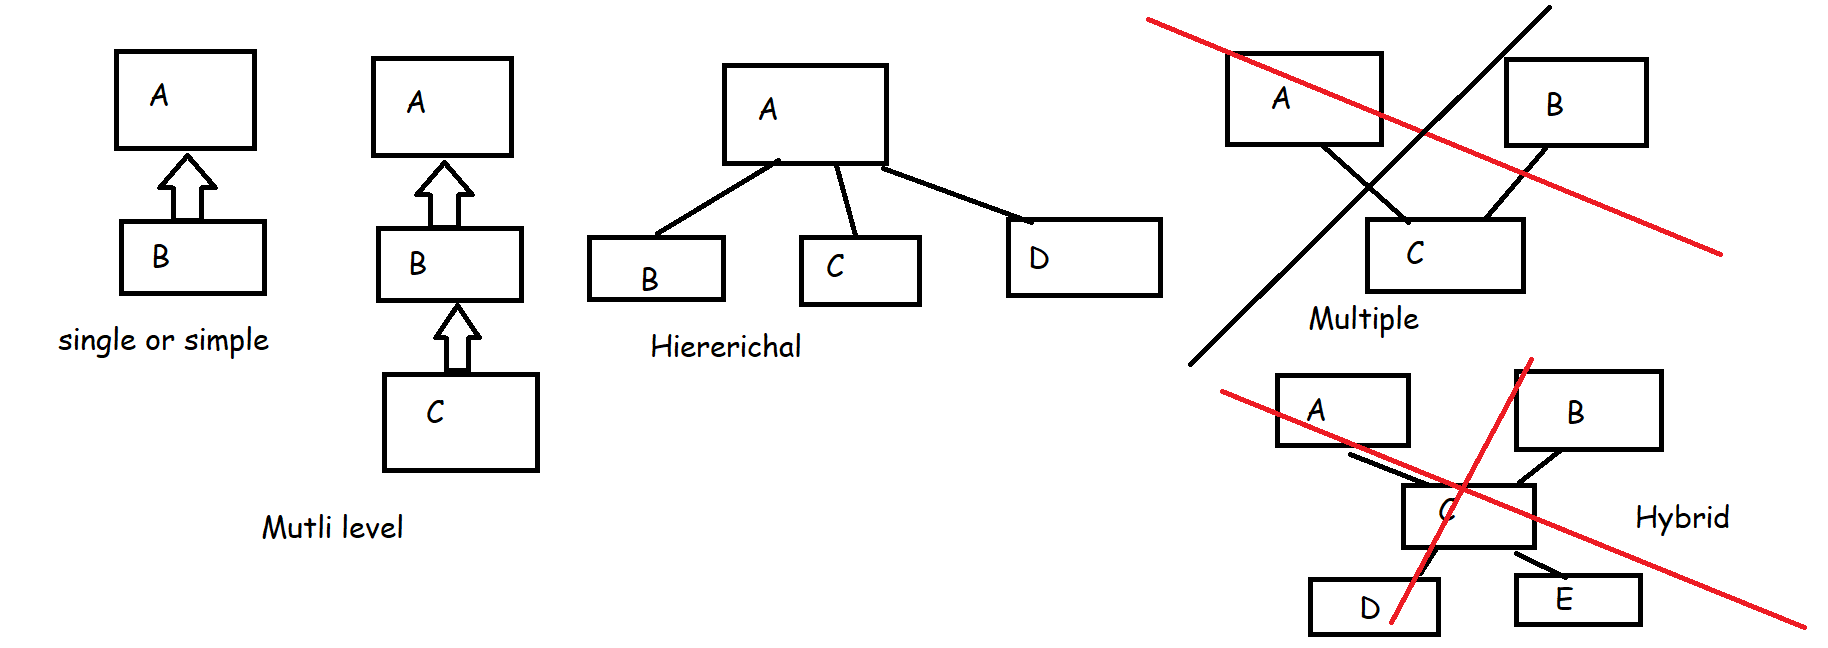 A
B
single or simple
A
B
C
Mutli level
A
B
C
D
Hiererichal
A
B
C
Multiple
A
B
C
D
E
Hybrid